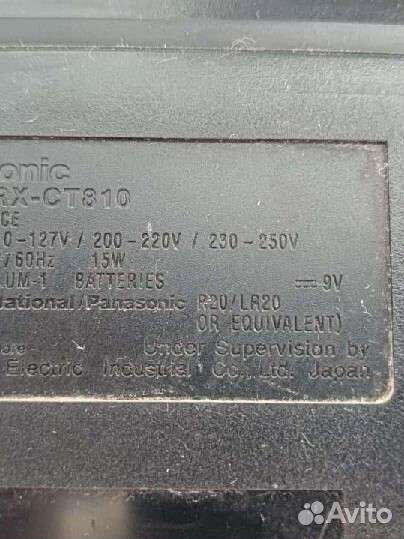 onic
RX-CT810
CE
0-127V / 200-220V / 230-250V
/60Hz 15W
LUM-1 BATTERIES ⎓ 9V
National/Panasonic R20/LR20
OR EQUIVALENT)
Under Supervision by
Electric Industrial Co., Ltd. Japan
Avito